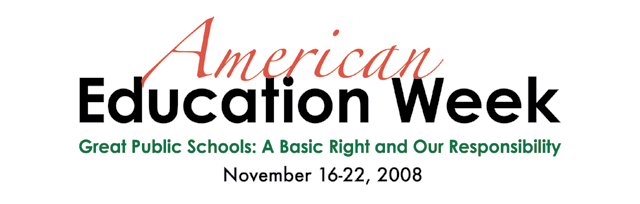 American
Education Week
Great Public Schools: A Basic Right and Our Responsibility
November 16-22, 2008